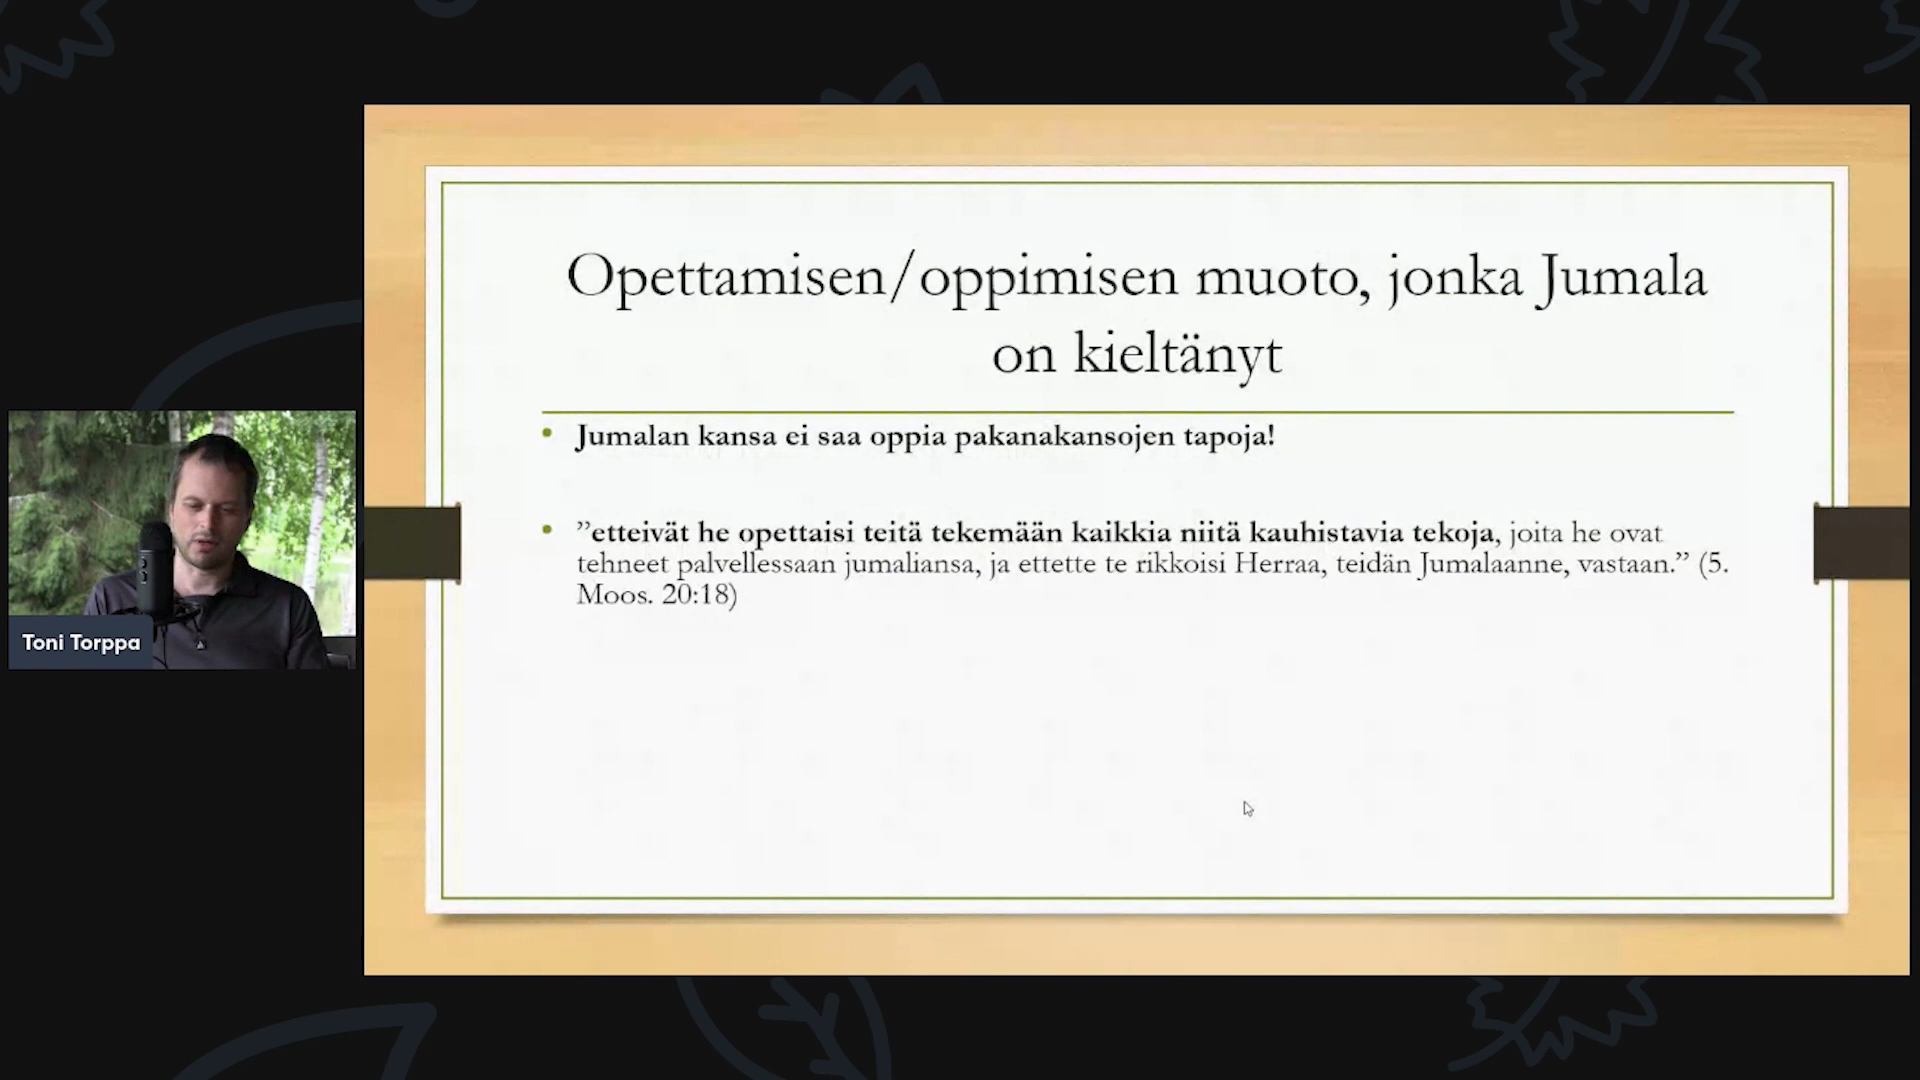 Opettamisen/oppimisen muoto, jonka Jumala
on kieltänyt
• Jumalan kansa ei saa oppia pakanakansojen tapoja!
• ”etteivät he opettaisi teitä tekemään kaikkia niitä kauhistavia tekoja, joita he ovat
tehneet palvellessaan jumaliansa, ja ettette te rikkoisi Herraa, teidän Jumalaanne, vastaan.” (5.
Moos. 20:18)
Toni Torppa